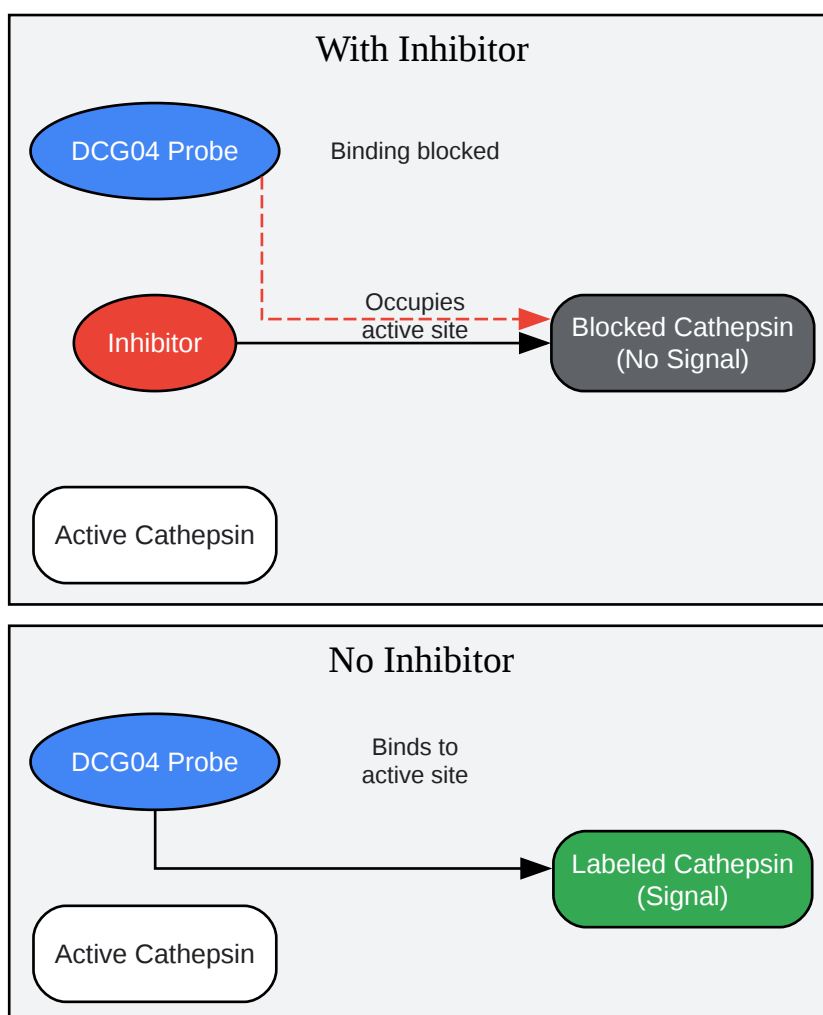 With Inhibitor
DCG04 Probe
Binding blocked
Inhibitor
Occupies
active site
Blocked Cathepsin
(No Signal)
Active Cathepsin
No Inhibitor
DCG04 Probe
Binds to
active site
Labeled Cathepsin
(Signal)
Active Cathepsin